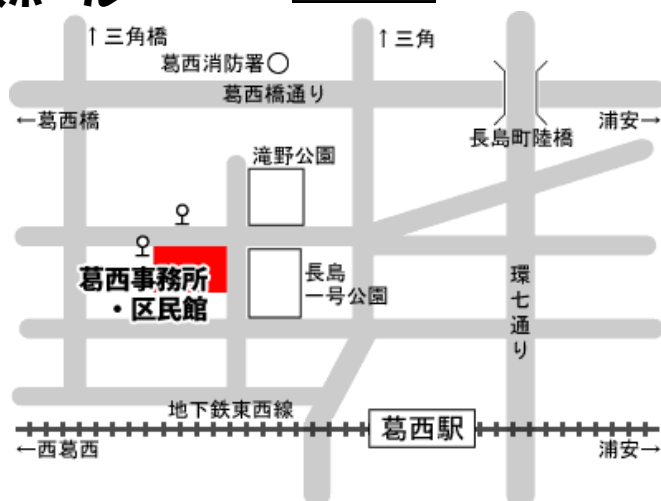 ↑三角橋
↑三角
葛西消防署
葛西橋通り
←葛西橋
浦安→
長島町陸橋
滝野公園
葛西事務所
・区民館
長島
一号公園
環七通り
地下鉄東西線
葛西駅
←西葛西
浦安→